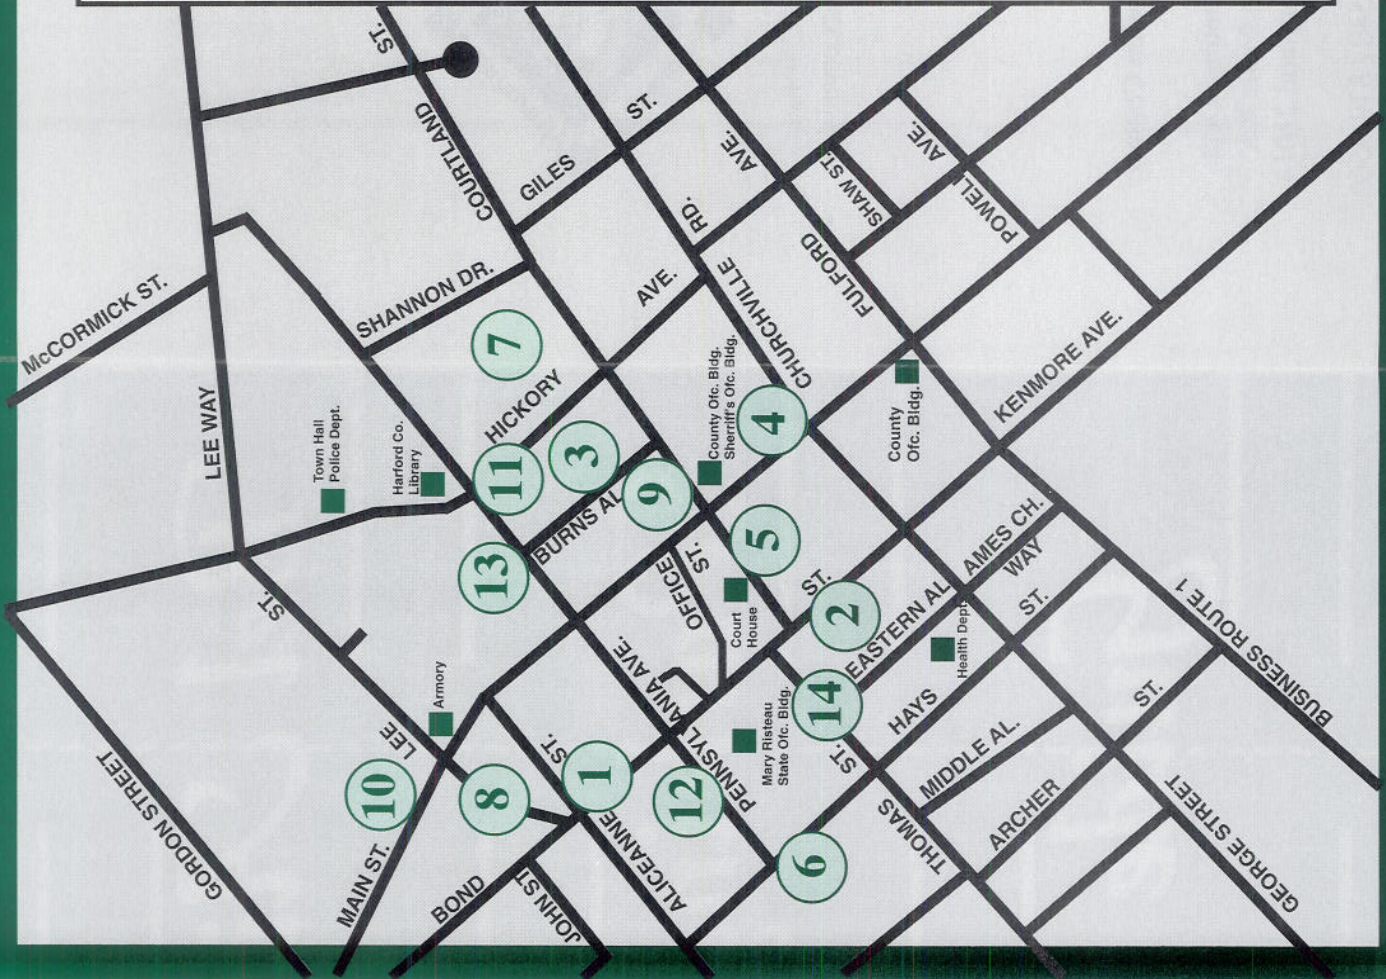 ST.
COURTLAND
GILES
ST.
AVE.
SHAW ST.
AVE.
POWELL
RD.
McCORMICK ST.
SHANNON DR.
AVE.
CHURCHVILLE
FULFORD
7
LEE WAY
HICKORY
KENMORE AVE.
Town Hall
Police Dept.
Harford Co.
Library
County Ofc. Bldg.
Sherriff's Ofc. Bldg.
4
County
Ofc. Bldg.
11
3
9
BURNS AL.
13
5
OFFICE
ST.
Court
House
ST.
2
AMES CH.
WAY
EASTERN AL.
Health Dept.
ST.
ST.
Armory
LEE
PENNSYLVANIA AVE.
Mary Risteau
State Ofc. Bldg.
14
ST.
HAYS
MIDDLE AL.
ST.
BUSINESS ROUTE 1
10
8
ST.
1
12
6
THOMAS
ARCHER
GEORGE STREET
GORDON STREET
MAIN ST.
BOND
JOHN ST.
ALICEANNE